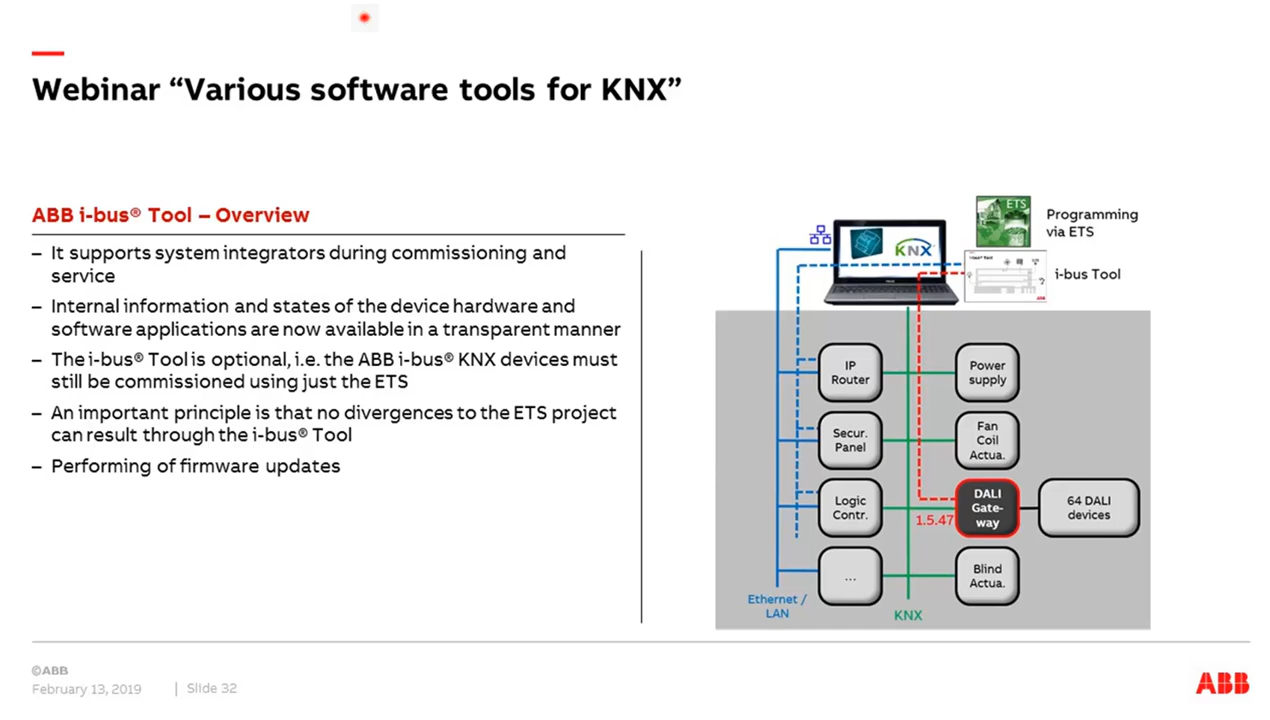 Webinar “Various software tools for KNX”
ABB i-bus® Tool – Overview
– It supports system integrators during commissioning and
service
– Internal information and states of the device hardware and
software applications are now available in a transparent manner
– The i-bus® Tool is optional, i.e. the ABB i-bus® KNX devices must
still be commissioned using just the ETS
– An important principle is that no divergences to the ETS project
can result through the i-bus® Tool
– Performing of firmware updates
ETS
Programming
via ETS
KNX
i-bus Tool
IP
Router
Power
supply
Secur.
Panel
Fan
Coil
Actua.
Logic
Contr.
1.5.47
DALI
Gate-
way
64 DALI
devices
...
Blind
Actua.
Ethernet /
LAN
KNX
©ABB
February 13, 2019 | Slide 32
ABB